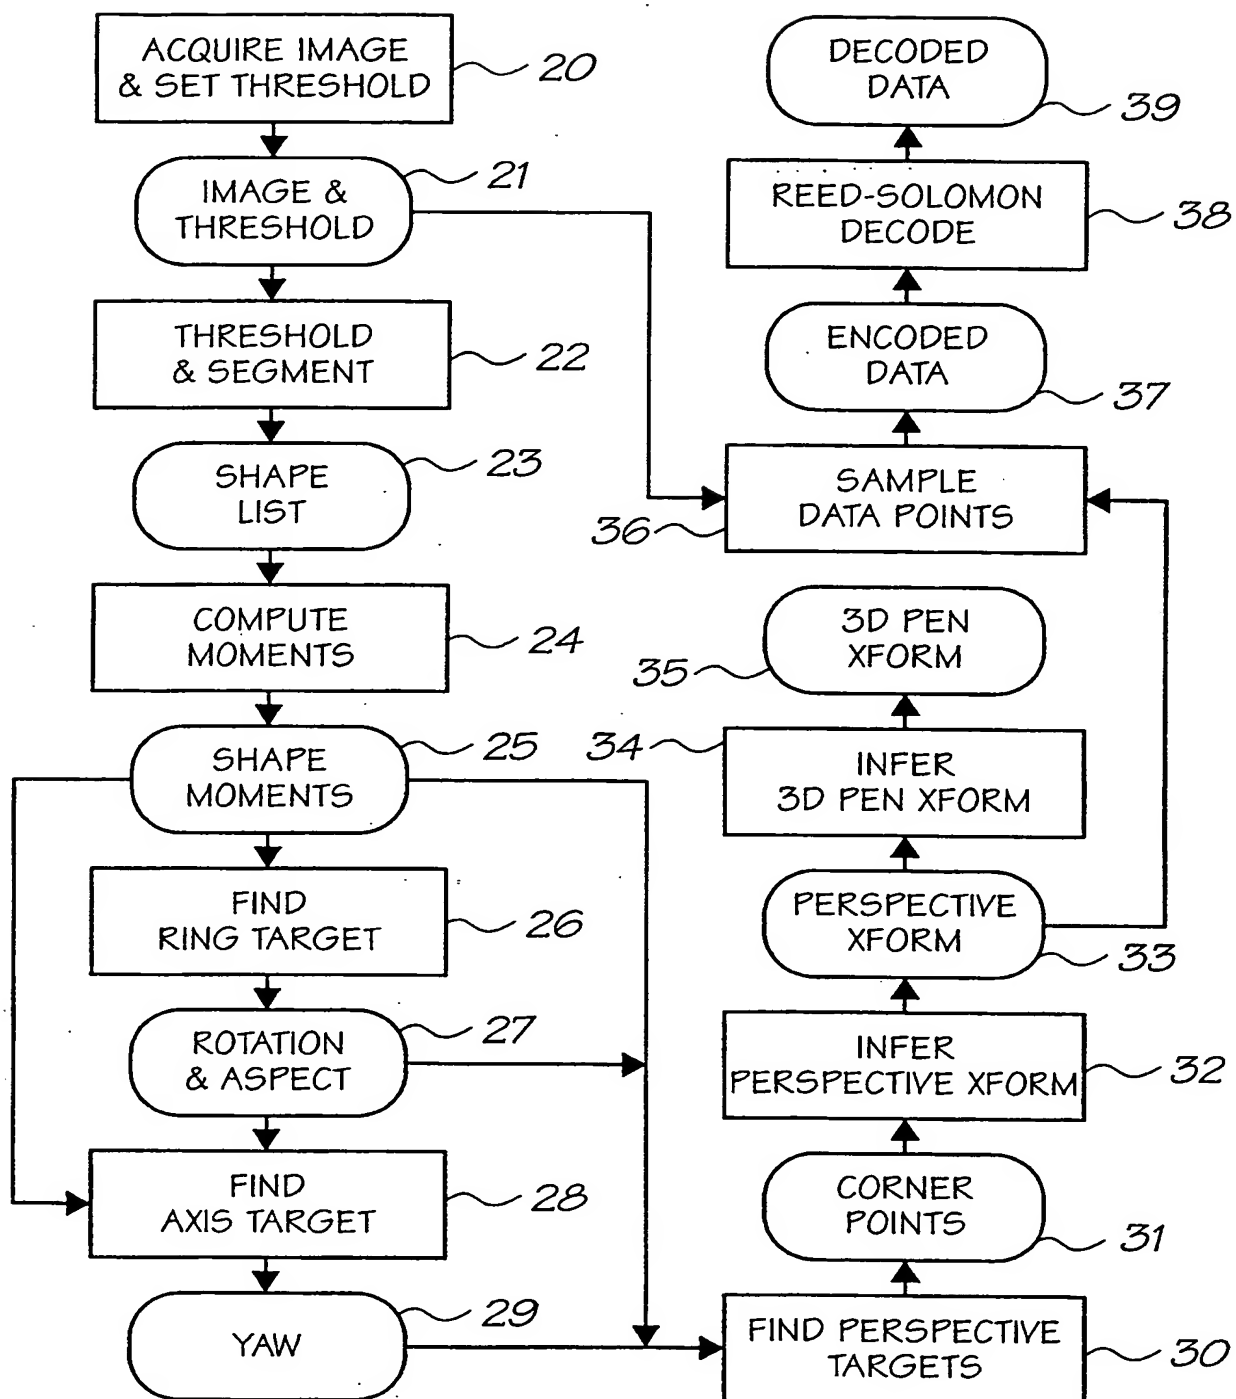 ACQUIRE IMAGE
& SET THRESHOLD
20
IMAGE &
THRESHOLD
21
THRESHOLD
& SEGMENT
22
SHAPE
LIST
23
COMPUTE
MOMENTS
24
SHAPE
MOMENTS
25
FIND
RING TARGET
26
ROTATION
& ASPECT
27
FIND
AXIS TARGET
28
YAW
29
DECODED
DATA
39
REED-SOLOMON
DECODE
38
ENCODED
DATA
37
SAMPLE
DATA POINTS
36
3D PEN
XFORM
35
INFER
3D PEN XFORM
34
PERSPECTIVE
XFORM
33
INFER
PERSPECTIVE XFORM
32
CORNER
POINTS
31
FIND PERSPECTIVE
TARGETS
30